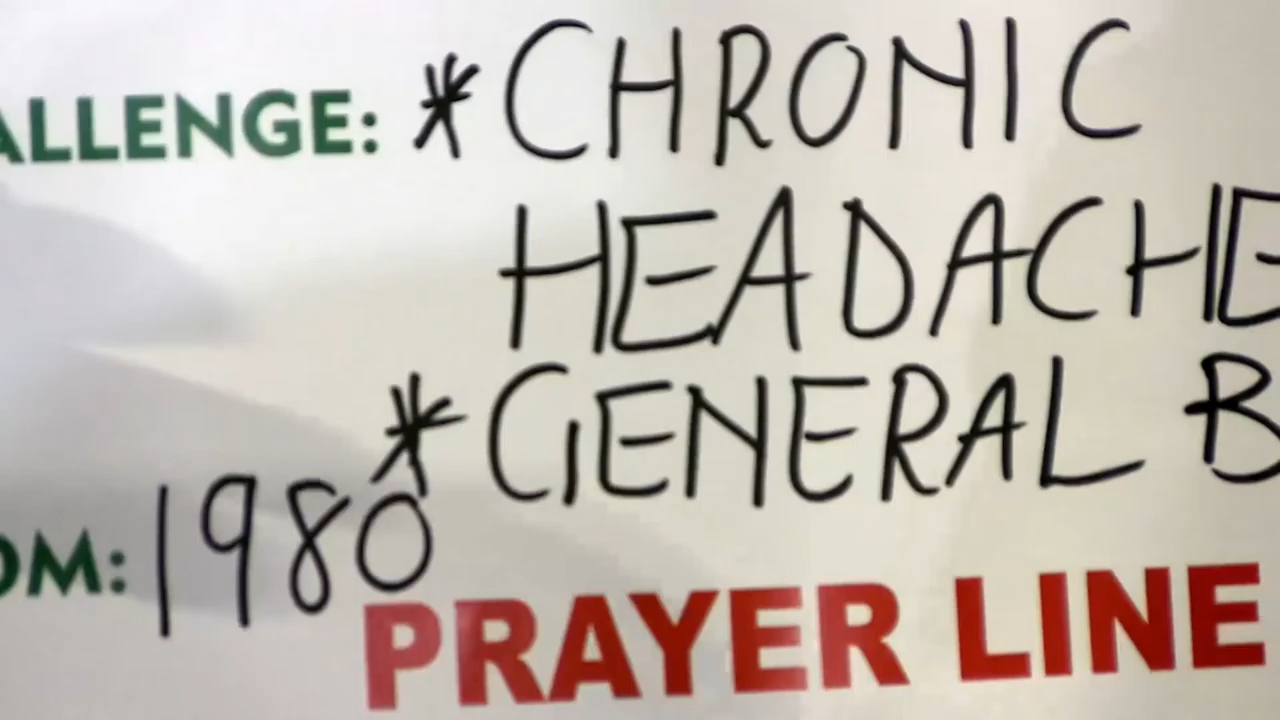 ALLENGE: * CHRONIC
HEADACHE
* GENERAL B
OM: 1980
PRAYER LINE